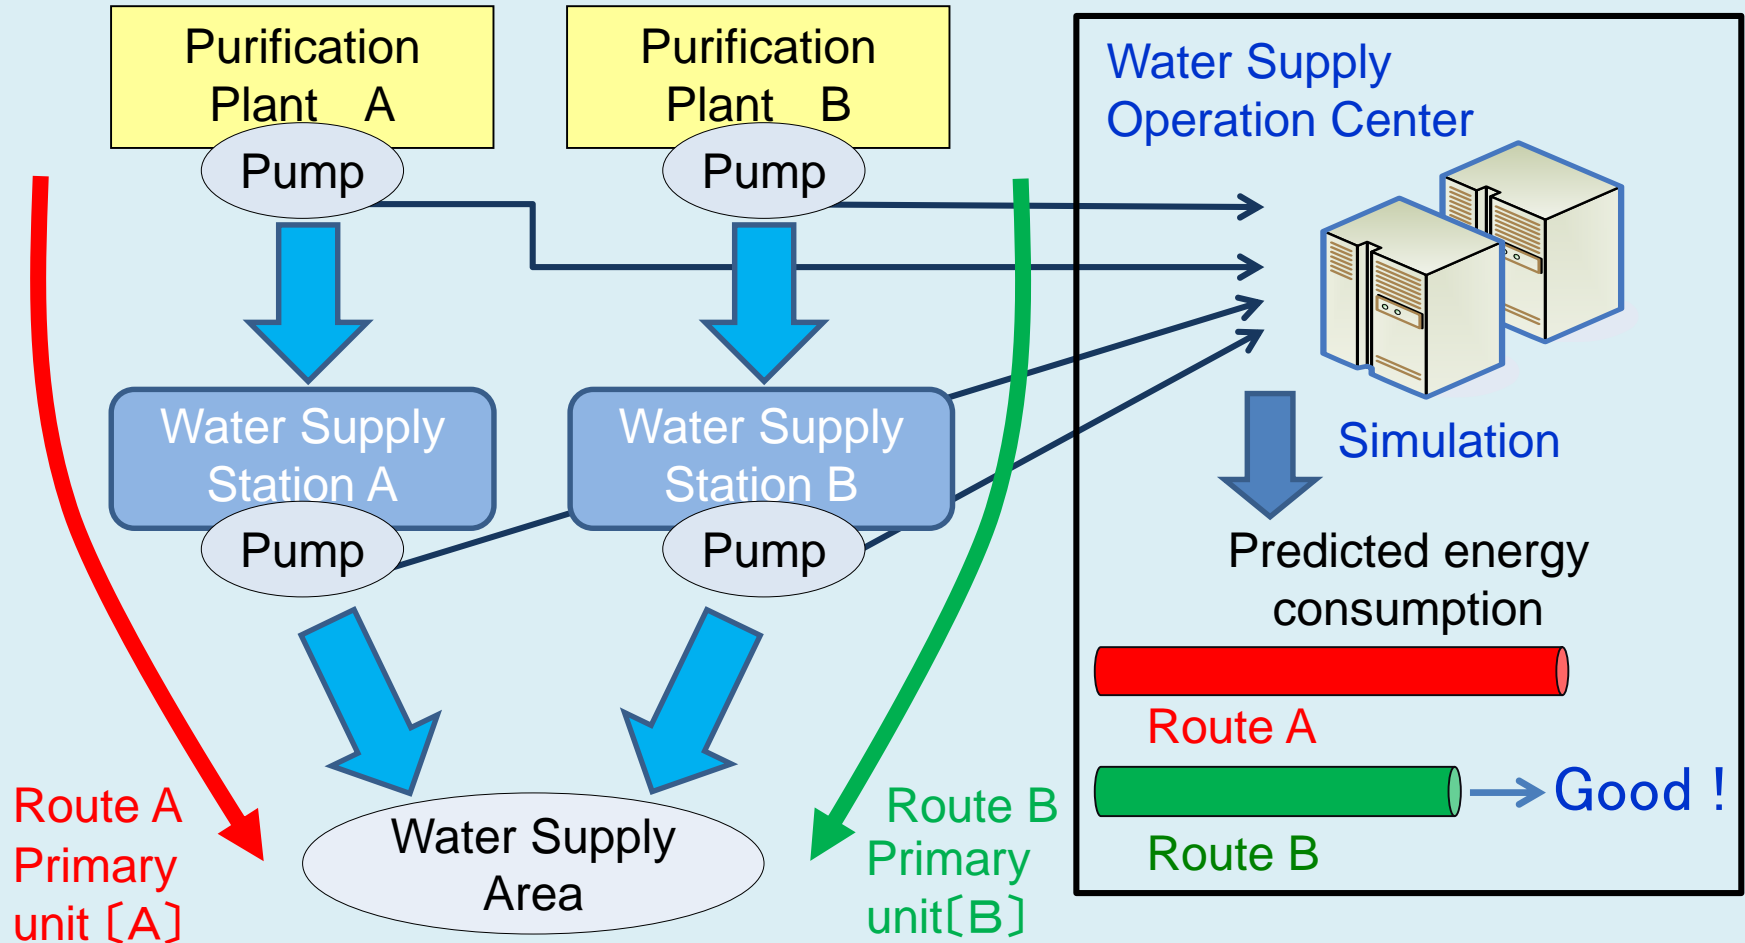 Purification
Plant　A
Pump
Purification
Plant　B
Pump
Water Supply
Station A
Pump
Water Supply
Station B
Pump
Water Supply
Area
Route A
Primary
unit〔A〕
Route B
Primary
unit〔B〕
Water Supply
Operation Center
Simulation
Predicted energy
consumption
Route A
Good！
Route B